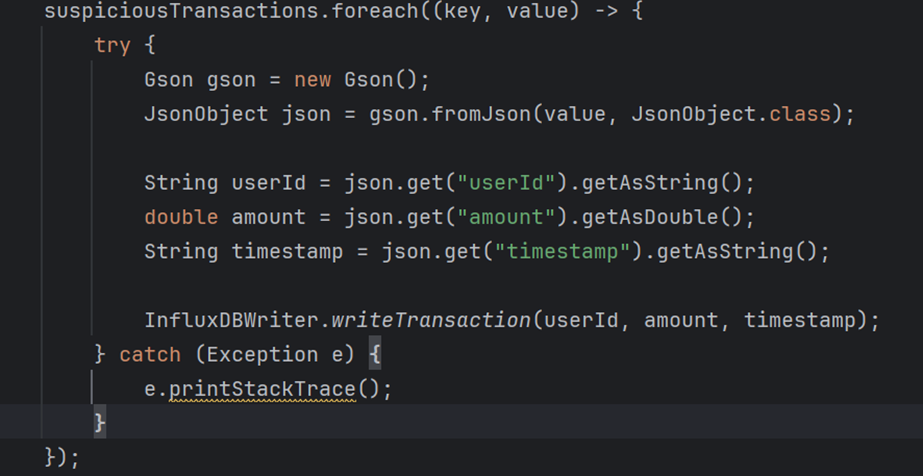 suspiciousTransactions.foreach((key, value) -> {
    try {
        Gson gson = new Gson();
        JsonObject json = gson.fromJson(value, JsonObject.class);

        String userId = json.get("userId").getAsString();
        double amount = json.get("amount").getAsDouble();
        String timestamp = json.get("timestamp").getAsString();

        InfluxDBWriter.writeTransaction(userId, amount, timestamp);
    } catch (Exception e) {
        e.printStackTrace();
    }
});